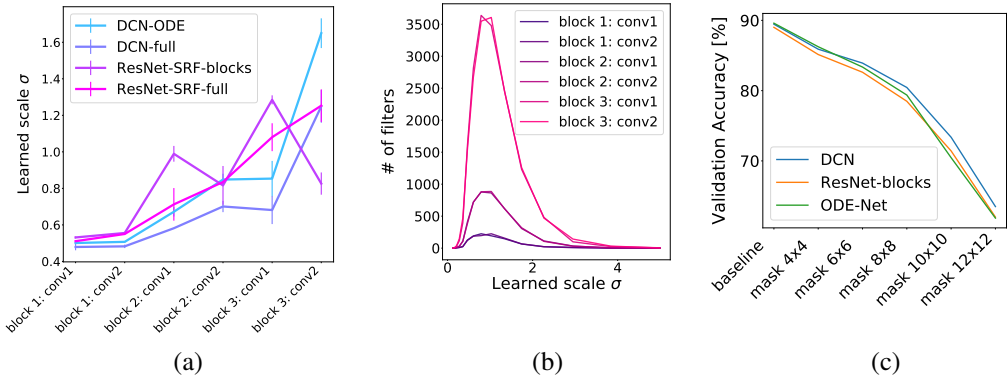 Learned scale σ
1.6
1.4
1.2
1.0
0.8
0.6
0.4
DCN-ODE
DCN-full
ResNet-SRF-blocks
ResNet-SRF-full
block 1: conv1
block 1: conv2
block 2: conv1
block 2: conv2
block 3: conv1
block 3: conv2
(a)
# of filters
3500
3000
2500
2000
1500
1000
500
0
block 1: conv1
block 1: conv2
block 2: conv1
block 2: conv2
block 3: conv1
block 3: conv2
0
2
4
Learned scale σ
(b)
Validation Accuracy [%]
90
80
70
DCN
ResNet-blocks
ODE-Net
baseline
mask 4x4
mask 6x6
mask 8x8
mask 10x10
mask 12x12
(c)